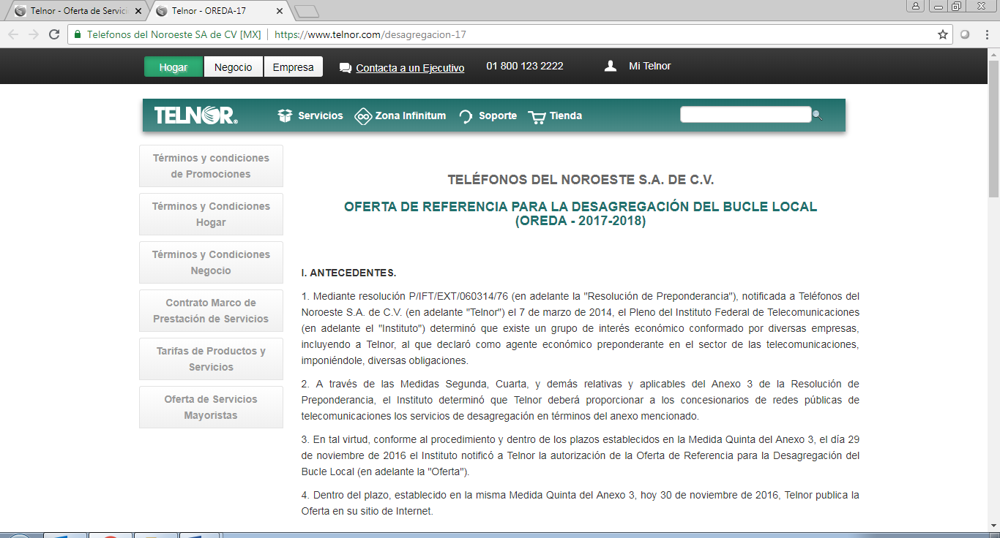 Telnor - Oferta de Servici
Telnor - OREDA-17
Telefonos del Noroeste SA de CV [MX]
https://www.telnor.com/desagregacion-17
Hogar
Negocio
Empresa
Contacta a un Ejecutivo
01 800 123 2222
Mi Telnor
TELNOR®
Servicios
Zona Infinitum
Soporte
Tienda
Términos y condiciones
de Promociones
Términos y Condiciones
Hogar
Términos y Condiciones
Negocio
Contrato Marco de
Prestación de Servicios
Tarifas de Productos y
Servicios
Oferta de Servicios
Mayoristas
TELÉFONOS DEL NOROESTE S.A. DE C.V.
OFERTA DE REFERENCIA PARA LA DESAGREGACIÓN DEL BUCLE LOCAL
(OREDA - 2017-2018)
I. ANTECEDENTES.
1. Mediante resolución P/IFT/EXT/060314/76 (en adelante la "Resolución de Preponderancia"), notificada a Teléfonos del
Noroeste S.A. de C.V. (en adelante "Telnor") el 7 de marzo de 2014, el Pleno del Instituto Federal de Telecomunicaciones
(en adelante el "Instituto") determinó que existe un grupo de interés económico conformado por diversas empresas,
incluyendo a Telnor, al que declaró como agente económico preponderante en el sector de las telecomunicaciones,
imponiéndole, diversas obligaciones.
2. A través de las Medidas Segunda, Cuarta, y demás relativas y aplicables del Anexo 3 de la Resolución de
Preponderancia, el Instituto determinó que Telnor deberá proporcionar a los concesionarios de redes públicas de
telecomunicaciones los servicios de desagregación en términos del anexo mencionado.
3. En tal virtud, conforme al procedimiento y dentro de los plazos establecidos en la Medida Quinta del Anexo 3, el día 29
de noviembre de 2016 el Instituto notificó a Telnor la autorización de la Oferta de Referencia para la Desagregación del
Bucle Local (en adelante la "Oferta").
4. Dentro del plazo, establecido en la misma Medida Quinta del Anexo 3, hoy 30 de noviembre de 2016, Telnor publica la
Oferta en su sitio de Internet.